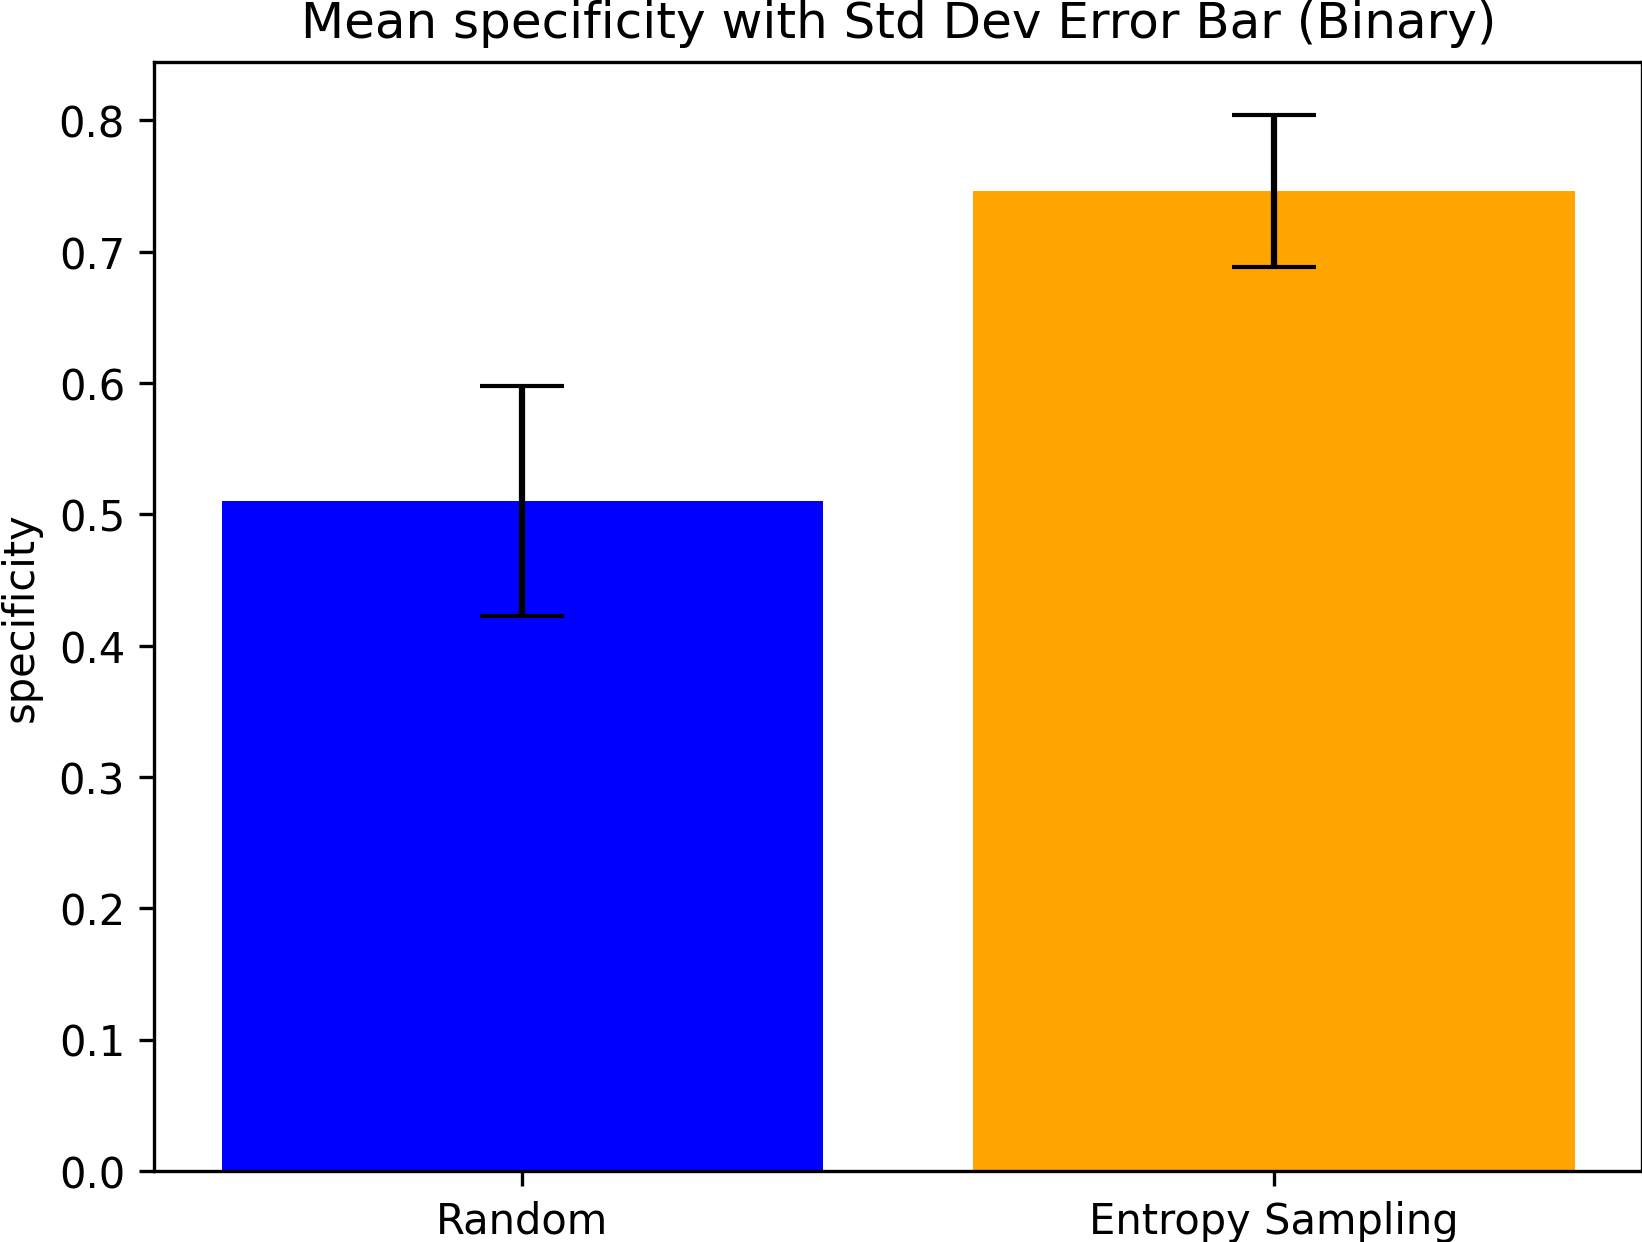 Mean specificity with Std Dev Error Bar (Binary)
0.8
0.7
0.6
0.5
0.4
0.3
0.2
0.1
0.0
specificity
Random
Entropy Sampling